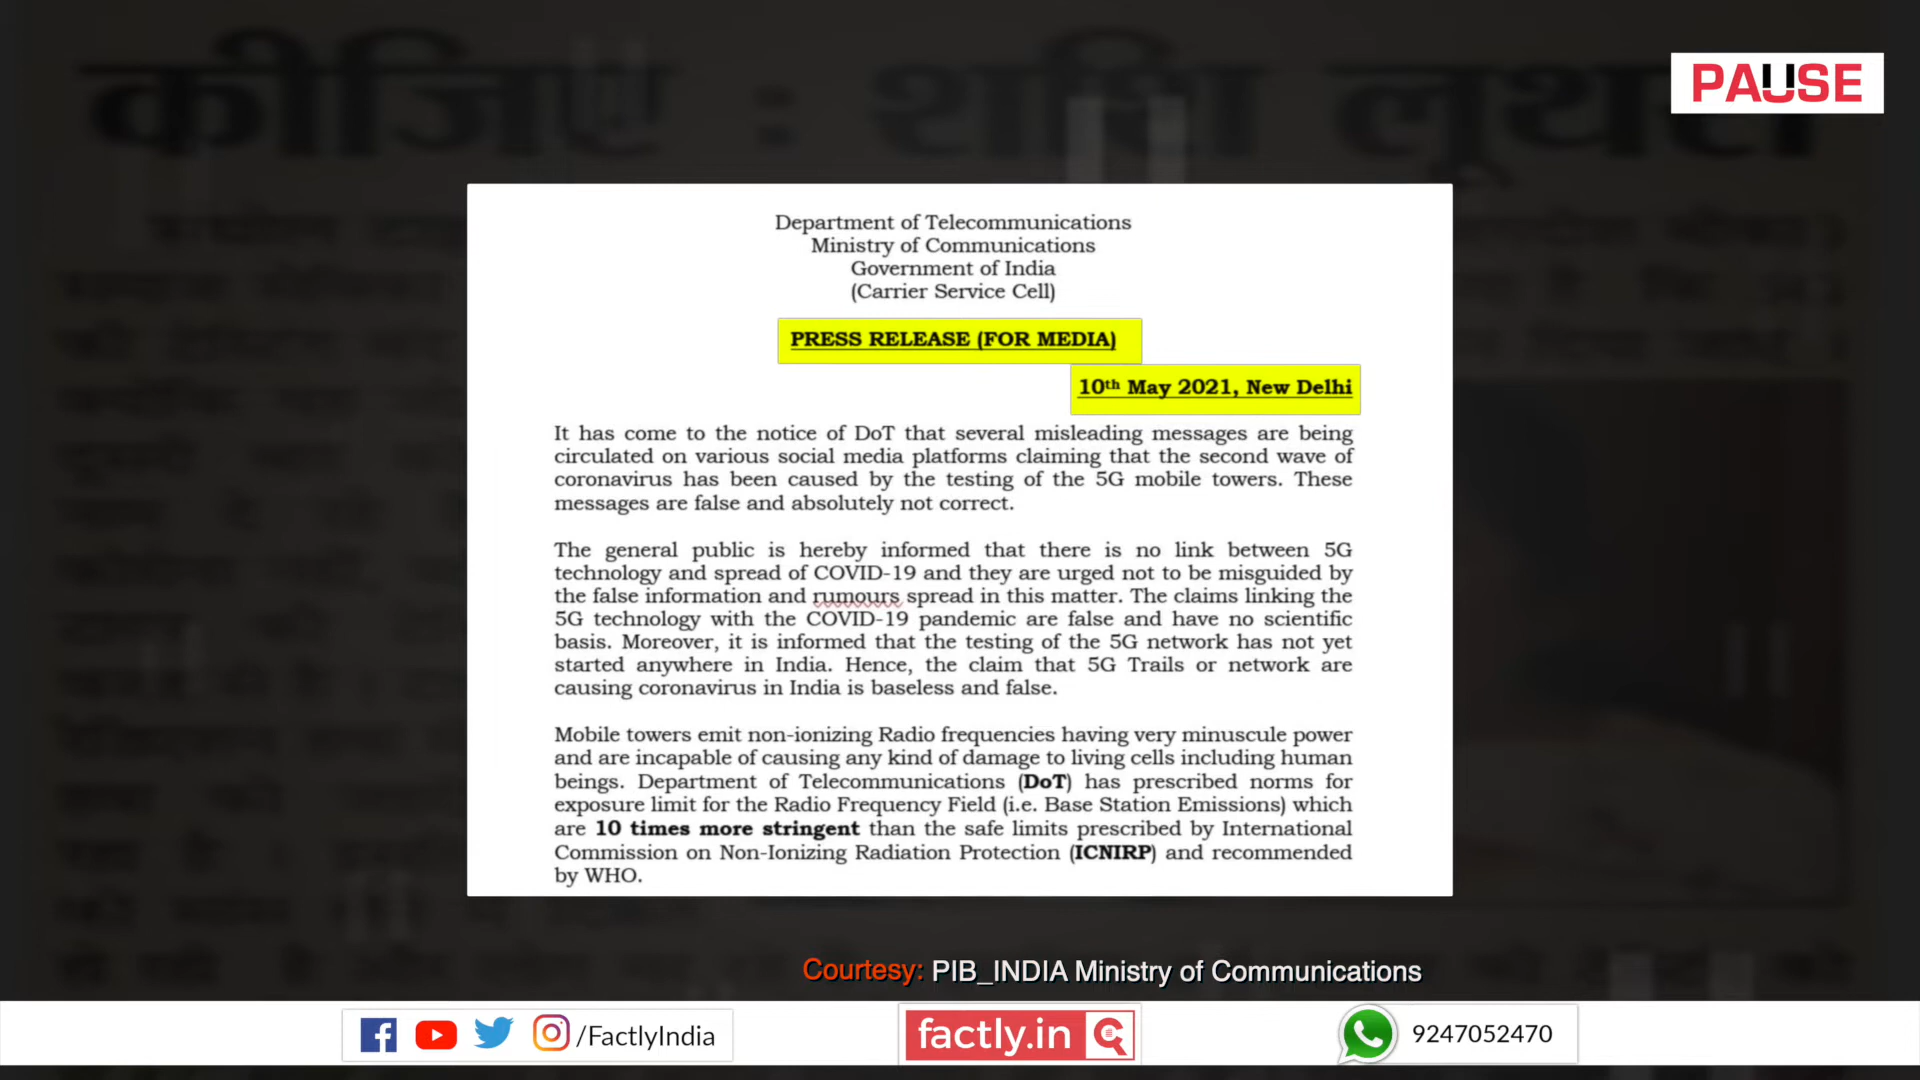 कीजिए : शशि लूथरा
PAUSE
Department of Telecommunications
Ministry of Communications
Government of India
(Carrier Service Cell)
PRESS RELEASE (FOR MEDIA)
10th May 2021, New Delhi
It has come to the notice of DoT that several misleading messages are being
circulated on various social media platforms claiming that the second wave of
coronavirus has been caused by the testing of the 5G mobile towers. These
messages are false and absolutely not correct.
The general public is hereby informed that there is no link between 5G
technology and spread of COVID-19 and they are urged not to be misguided by
the false information and rumours spread in this matter. The claims linking the
5G technology with the COVID-19 pandemic are false and have no scientific
basis. Moreover, it is informed that the testing of the 5G network has not yet
started anywhere in India. Hence, the claim that 5G Trails or network are
causing coronavirus in India is baseless and false.
Mobile towers emit non-ionizing Radio frequencies having very minuscule power
and are incapable of causing any kind of damage to living cells including human
beings. Department of Telecommunications (DoT) has prescribed norms for
exposure limit for the Radio Frequency Field (i.e. Base Station Emissions) which
are 10 times more stringent than the safe limits prescribed by International
Commission on Non-Ionizing Radiation Protection (ICNIRP) and recommended
by WHO.
Courtesy: PIB_INDIA Ministry of Communications
/FactlyIndia
factly.in
9247052470